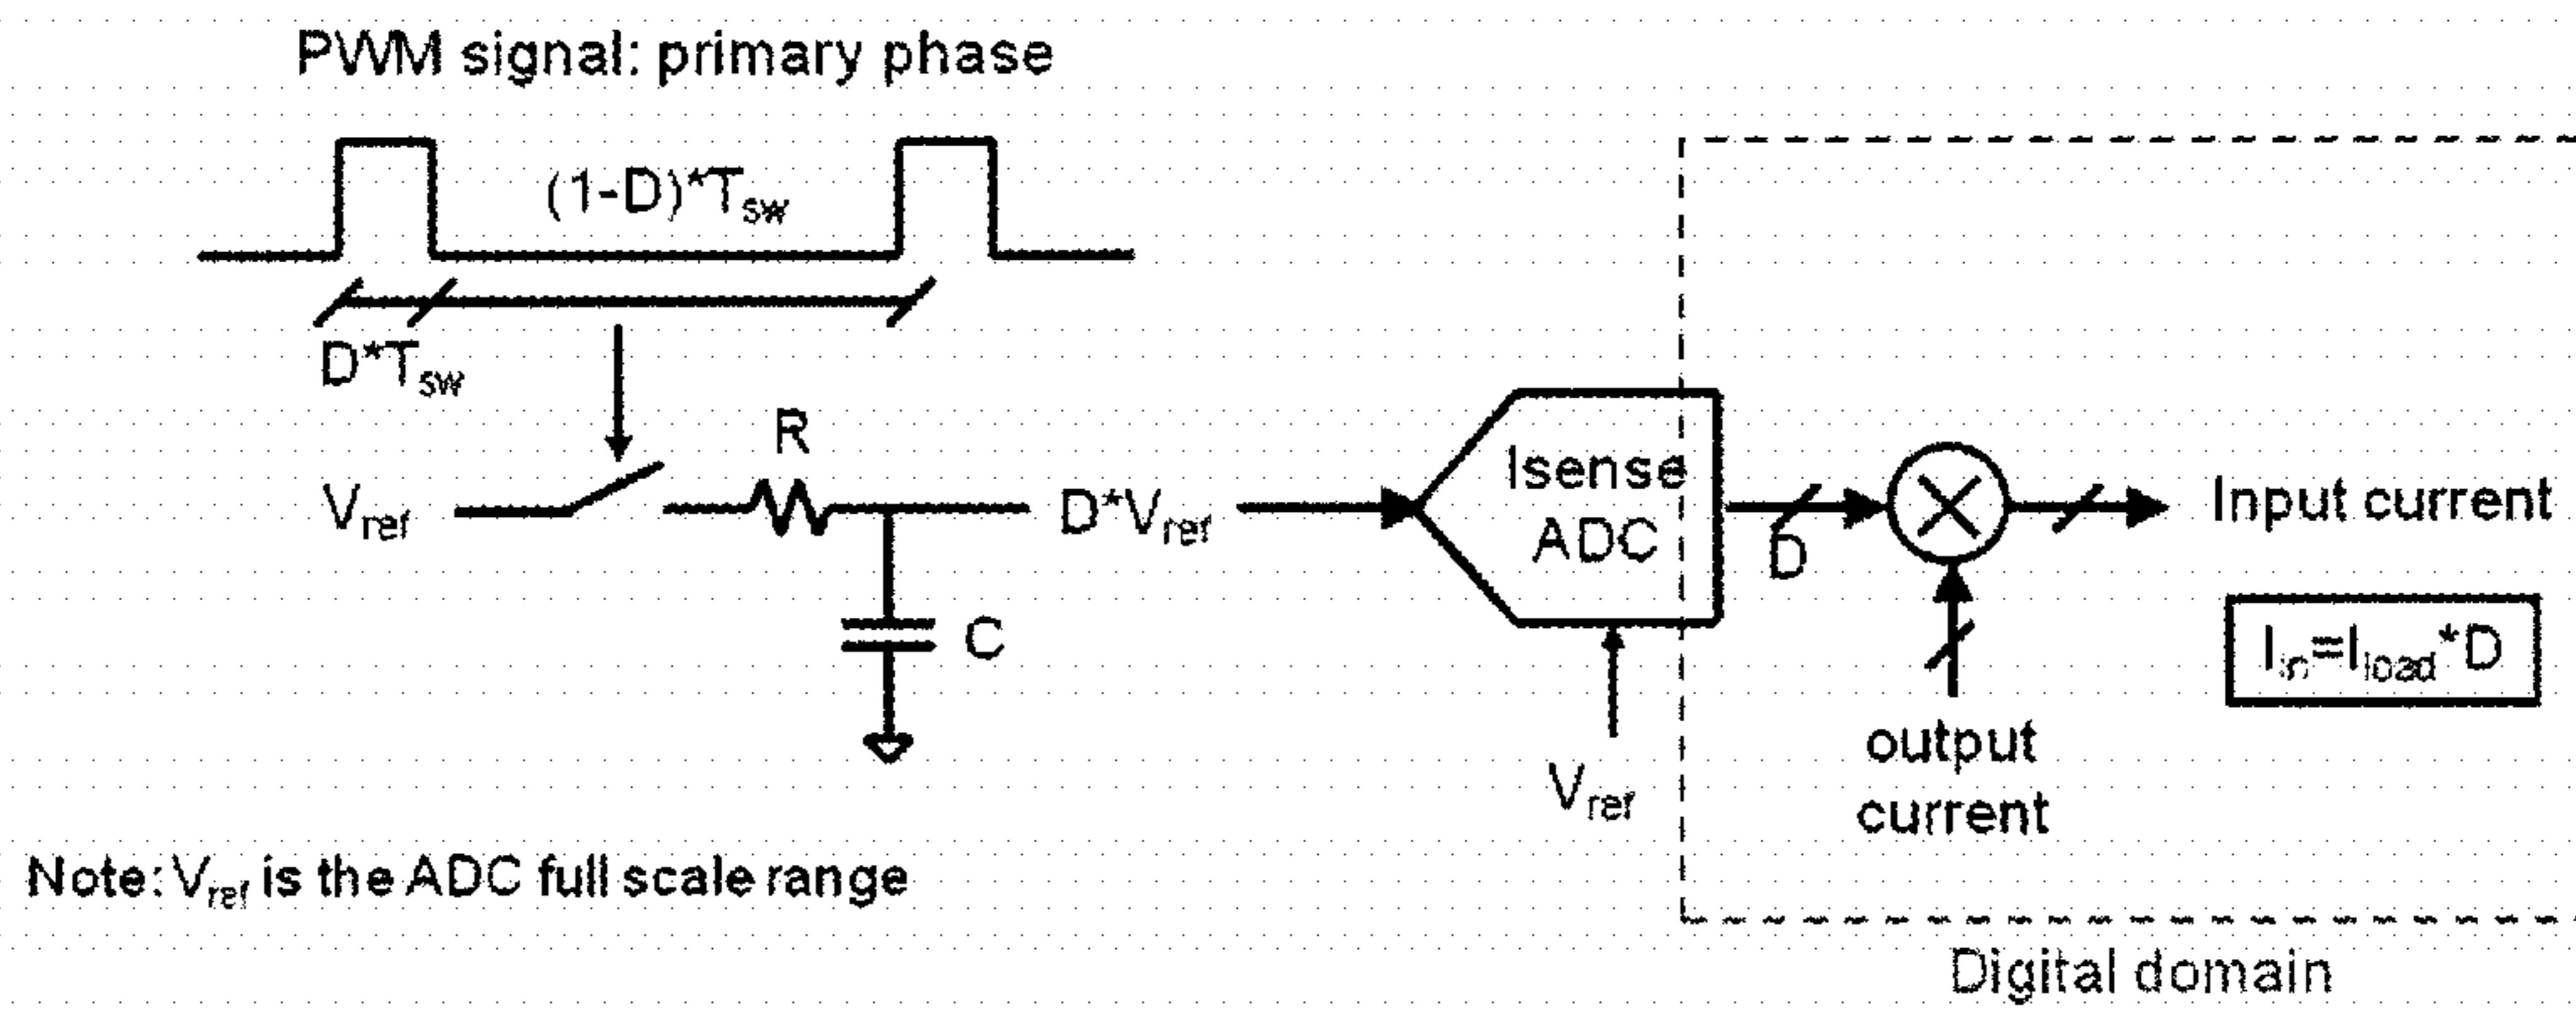 PWM signal: primary phase
(1-D)*Tsw
D*Tsw
R
Vref
D*Vref
Isense
ADC
D
Input current
C
Iin=Iload*D
Vref
output
current
Note: Vref is the ADC full scale range
Digital domain